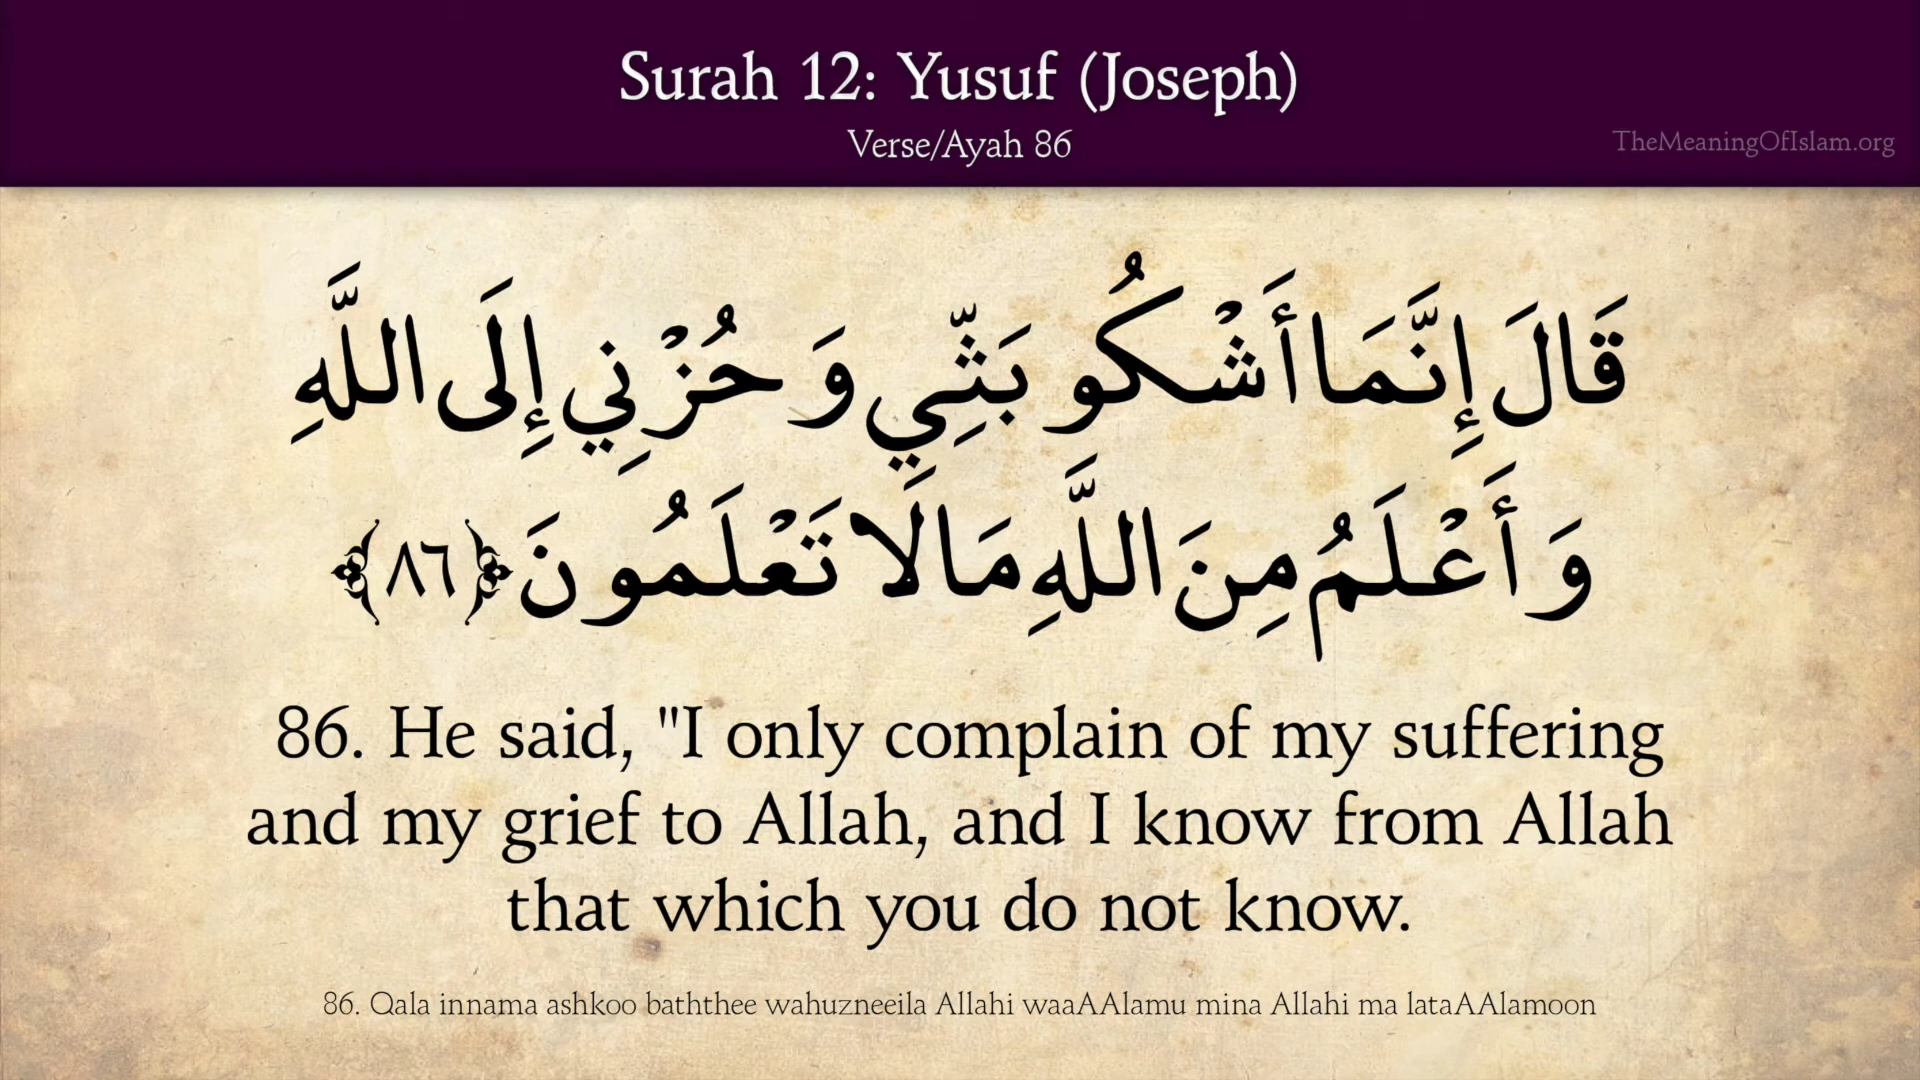 Surah 12: Yusuf (Joseph)
Verse/Ayah 86
TheMeaningOfIslam.org
قَالَ إِنَّمَا أَشْكُو بَثِّي وَحُزْنِي إِلَى اللَّهِ
وَأَعْلَمُ مِنَ اللَّهِ مَا لَا تَعْلَمُونَ ﴿٨٦﴾
86. He said, "I only complain of my suffering
and my grief to Allah, and I know from Allah
that which you do not know.
86. Qala innama ashkoo baththee wahuzneeila Allahi waaAAlamu mina Allahi ma lataAAlamoon